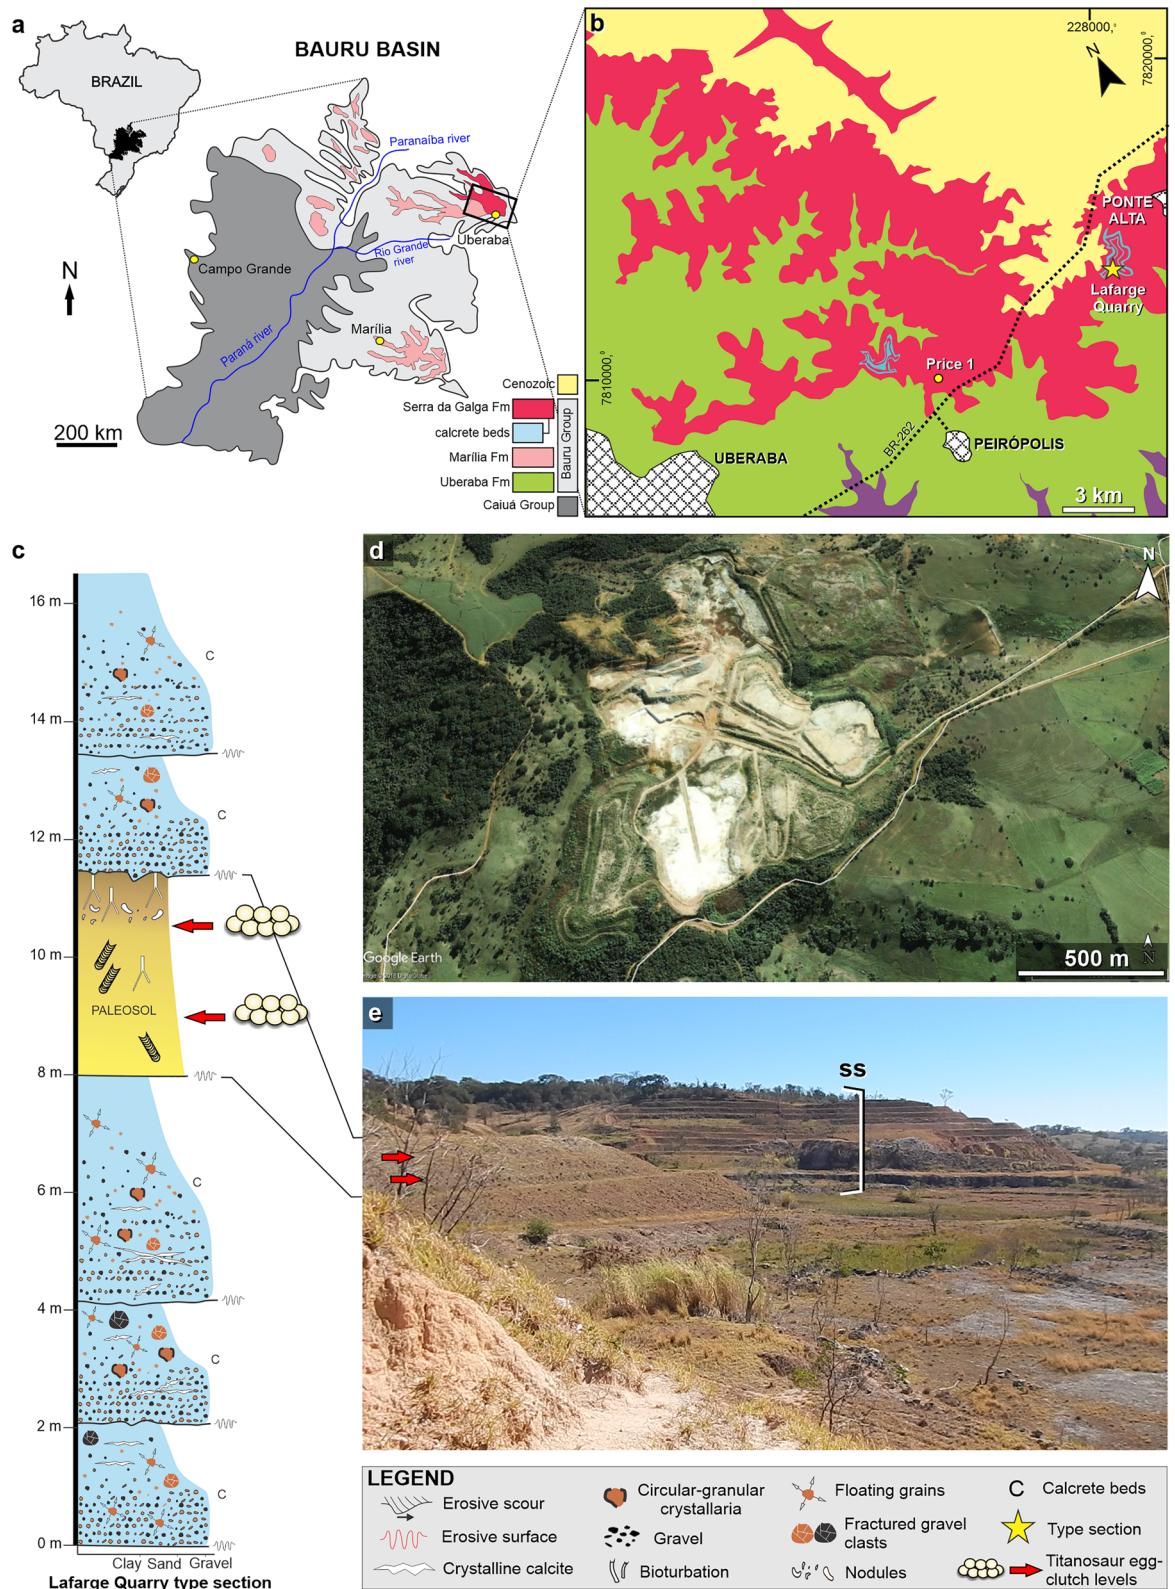 a
BAURU BASIN
BRAZIL
Paranaíba river
Uberaba
Rio Grande
river
Campo Grande
N
Marília
Paraná river
200 km
Cenozoic
Serra da Galga Fm
calcrete beds
Marília Fm
Uberaba Fm
Caiuá Group
Bauru Group
b
228000,⁰
7820000,⁰
N
PONTE
ALTA
Lafarge
Quarry
7810000,⁰
Price 1
BR-262
PEIRÓPOLIS
UBERABA
3 km
c
16 m
C
14 m
12 m
C
10 m
PALEOSOL
8 m
6 m
C
4 m
C
2 m
C
0 m
Clay Sand Gravel
Lafarge Quarry type section
d
N
Google Earth
N
500 m
e
ss
LEGEND
Erosive scour
Erosive surface
Crystalline calcite
Circular-granular
crystallaria
Gravel
Bioturbation
Floating grains
Fractured gravel
clasts
Nodules
C Calcrete beds
Type section
Titanosaur egg-
clutch levels